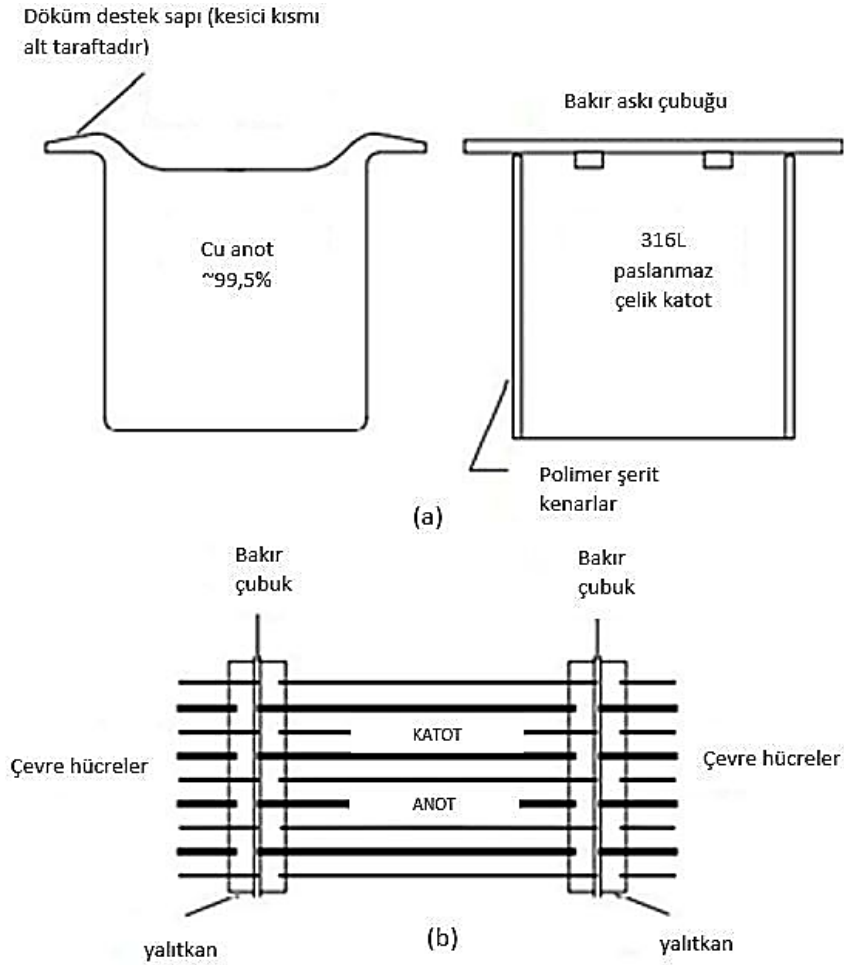 Döküm destek sapı (kesici kısmı
alt taraftadır)
Bakır askı çubuğu
Cu anot
~99,5%
316L
paslanmaz
çelik katot
Polimer şerit
kenarlar
(a)
Bakır
çubuk
Bakır
çubuk
KATOT
Çevre hücreler
Çevre hücreler
ANOT
yalıtkan
(b)
yalıtkan